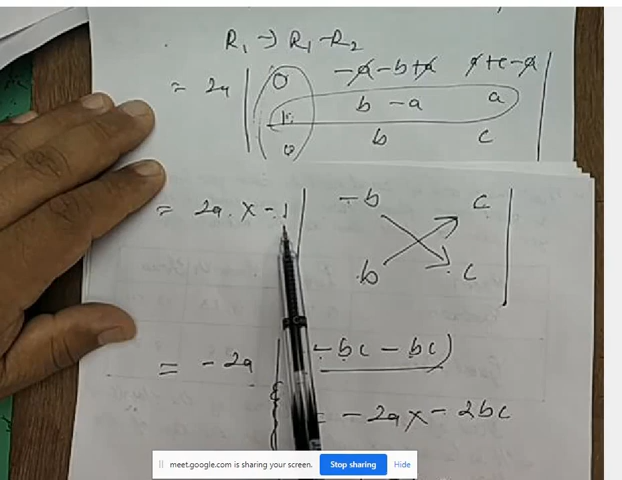 R₁ → R₁ - R₂
= 2a | 0 -a-b+a a+c-a |
1 b-a a
0 b c
= 2a. x -1 | -b c |
b c
= -2a (-bc - bc)
= -2a x - 2bc
meet.google.com is sharing your screen. Stop sharing Hide